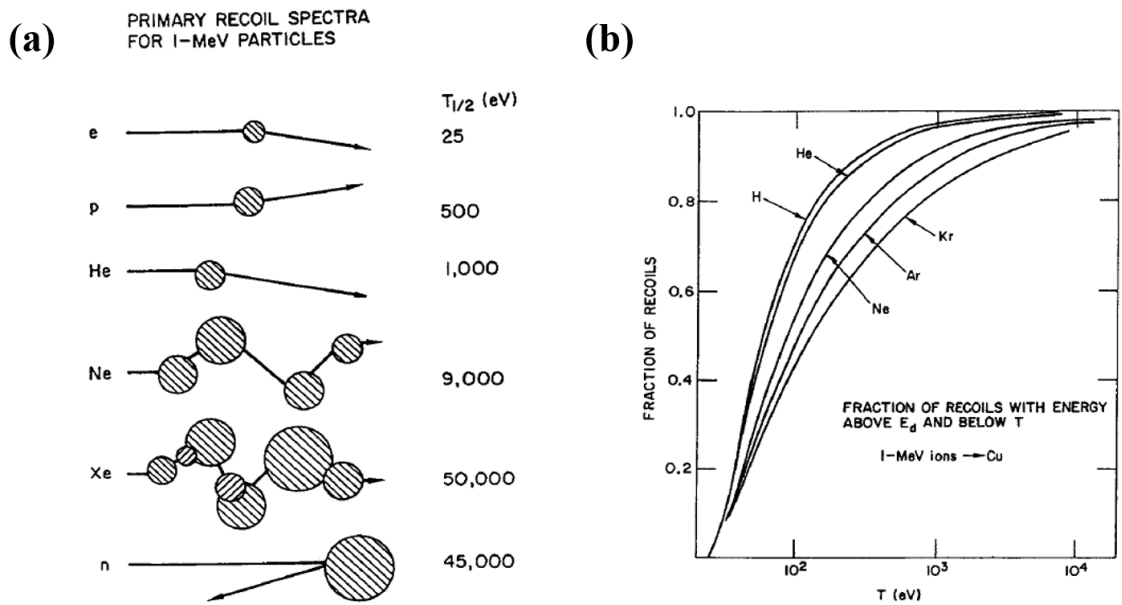 (a)
PRIMARY RECOIL SPECTRA
FOR 1-MeV PARTICLES
T1/2 (eV)
e 25
p 500
He 1,000
Ne 9,000
Xe 50,000
n 45,000
(b)
1.0
0.8
0.6
0.4
0.2
FRACTION OF RECOILS
He
H
Kr
Ar
Ne
FRACTION OF RECOILS WITH ENERGY
ABOVE Ed AND BELOW T
1-MeV ions → Cu
10² 10³ 10⁴
T (eV)